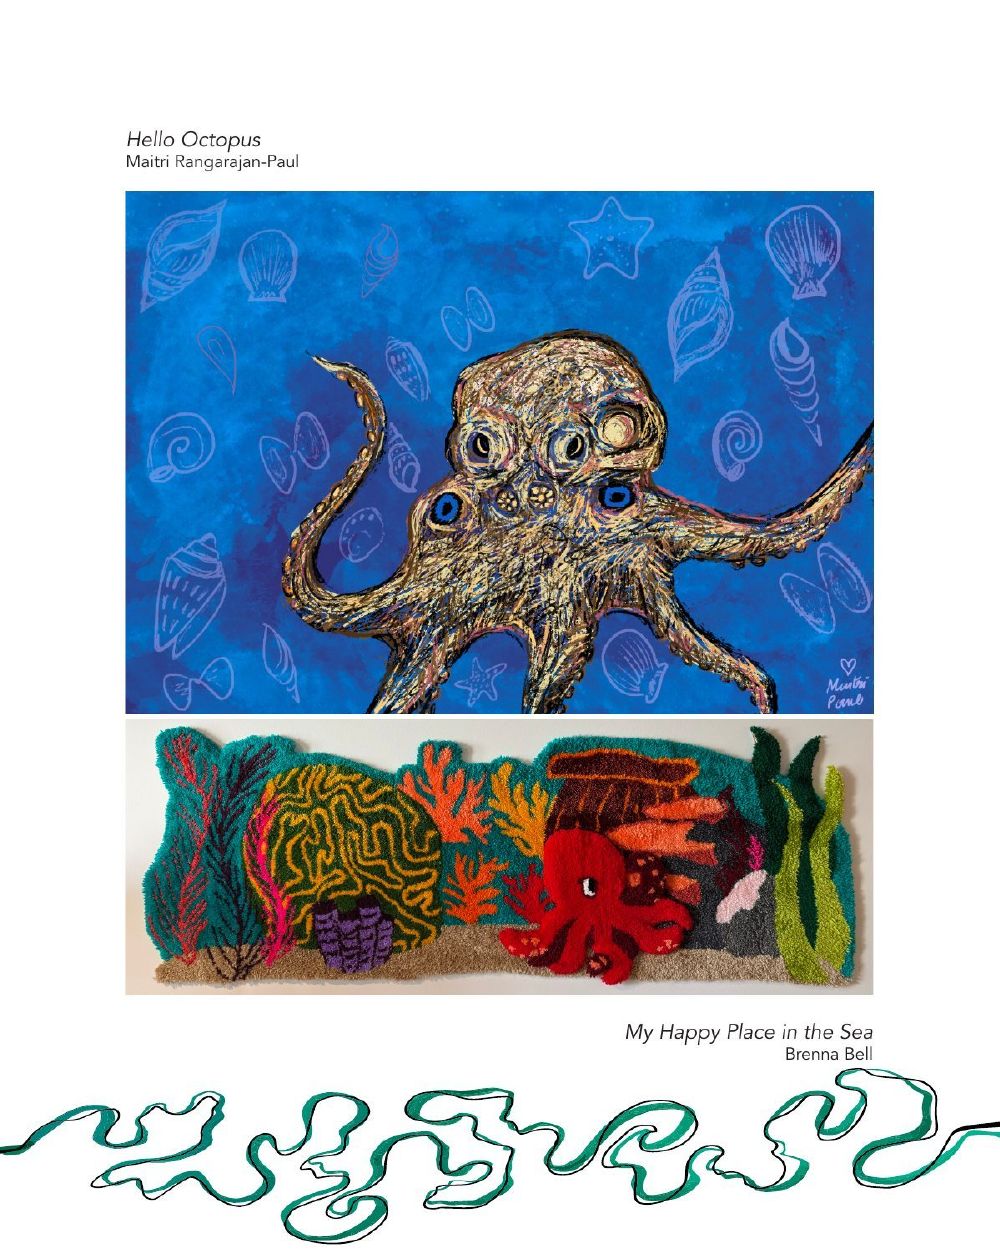 Hello Octopus
Maitri Rangarajan-Paul
Maitri
Paul
My Happy Place in the Sea
Brenna Bell